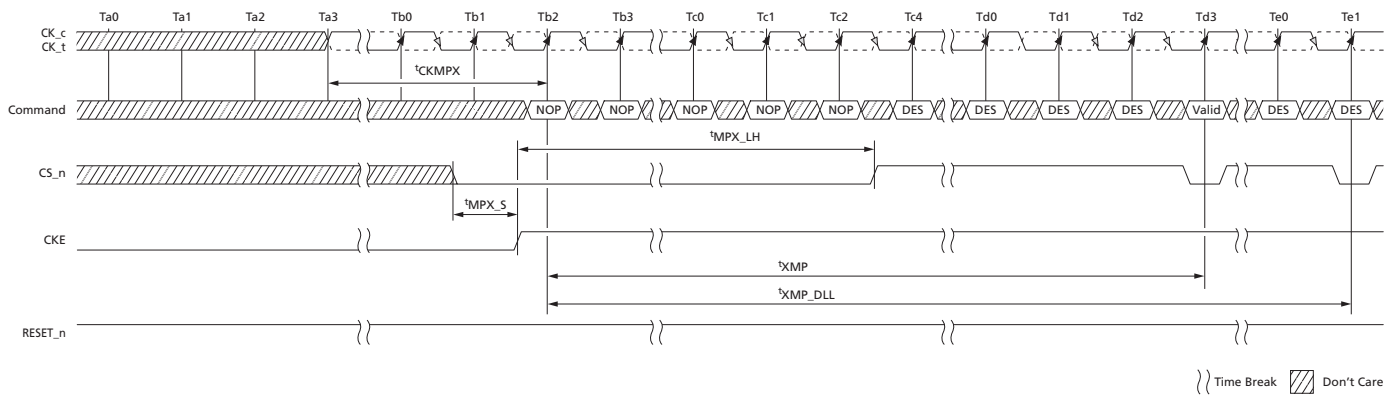 Ta0 Ta1 Ta2 Ta3 Tb0 Tb1 Tb2 Tb3 Tc0 Tc1 Tc2 Tc4 Td0 Td1 Td2 Td3 Te0 Te1
CK_c
CK_t
tCKMPX
Command NOP NOP NOP NOP NOP DES DES DES DES Valid DES DES
tMPX_LH
CS_n
tMPX_S
CKE
tXMP
tXMP_DLL
RESET_n
Time Break Don't Care